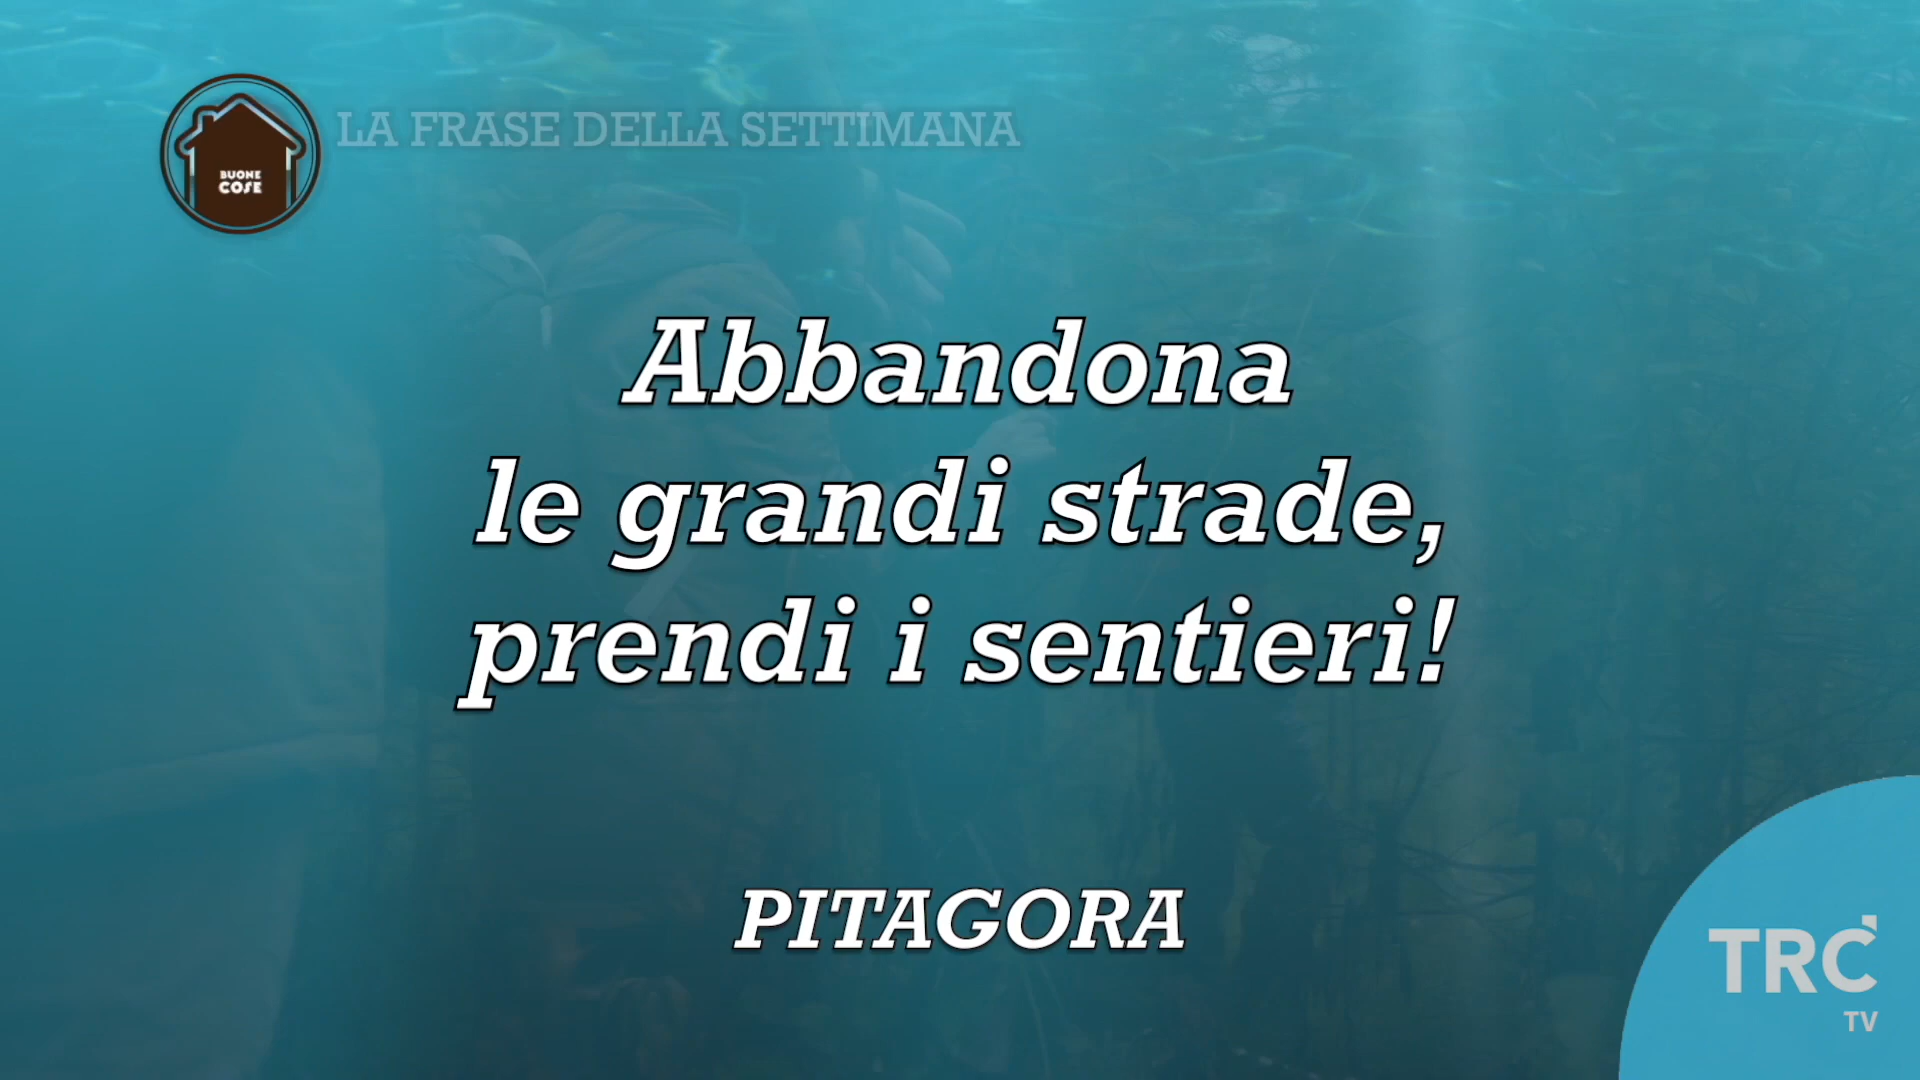 LA FRASE DELLA SETTIMANA
BUONE
COSE
Abbandona
le grandi strade,
prendi i sentieri!
PITAGORA
TRC
TV